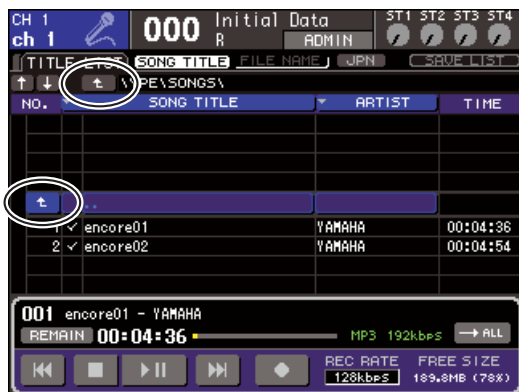 CH 1
ch 1
000
Initial Data
R
ADMIN
ST1 ST2 ST3 ST4
TITLE LIST
SONG TITLE
FILE NAME
JPN
SAVE LIST
\YPE\SONGS\
NO.
SONG TITLE
ARTIST
TIME
..
1 ✓ encore01 YAMAHA 00:04:36
2 ✓ encore02 YAMAHA 00:04:54
001 encore01 - YAMAHA
REMAIN 00:04:36
MP3 192kbps
→ ALL
REC RATE
128kbps
FREE SIZE
189.8MB (78%)